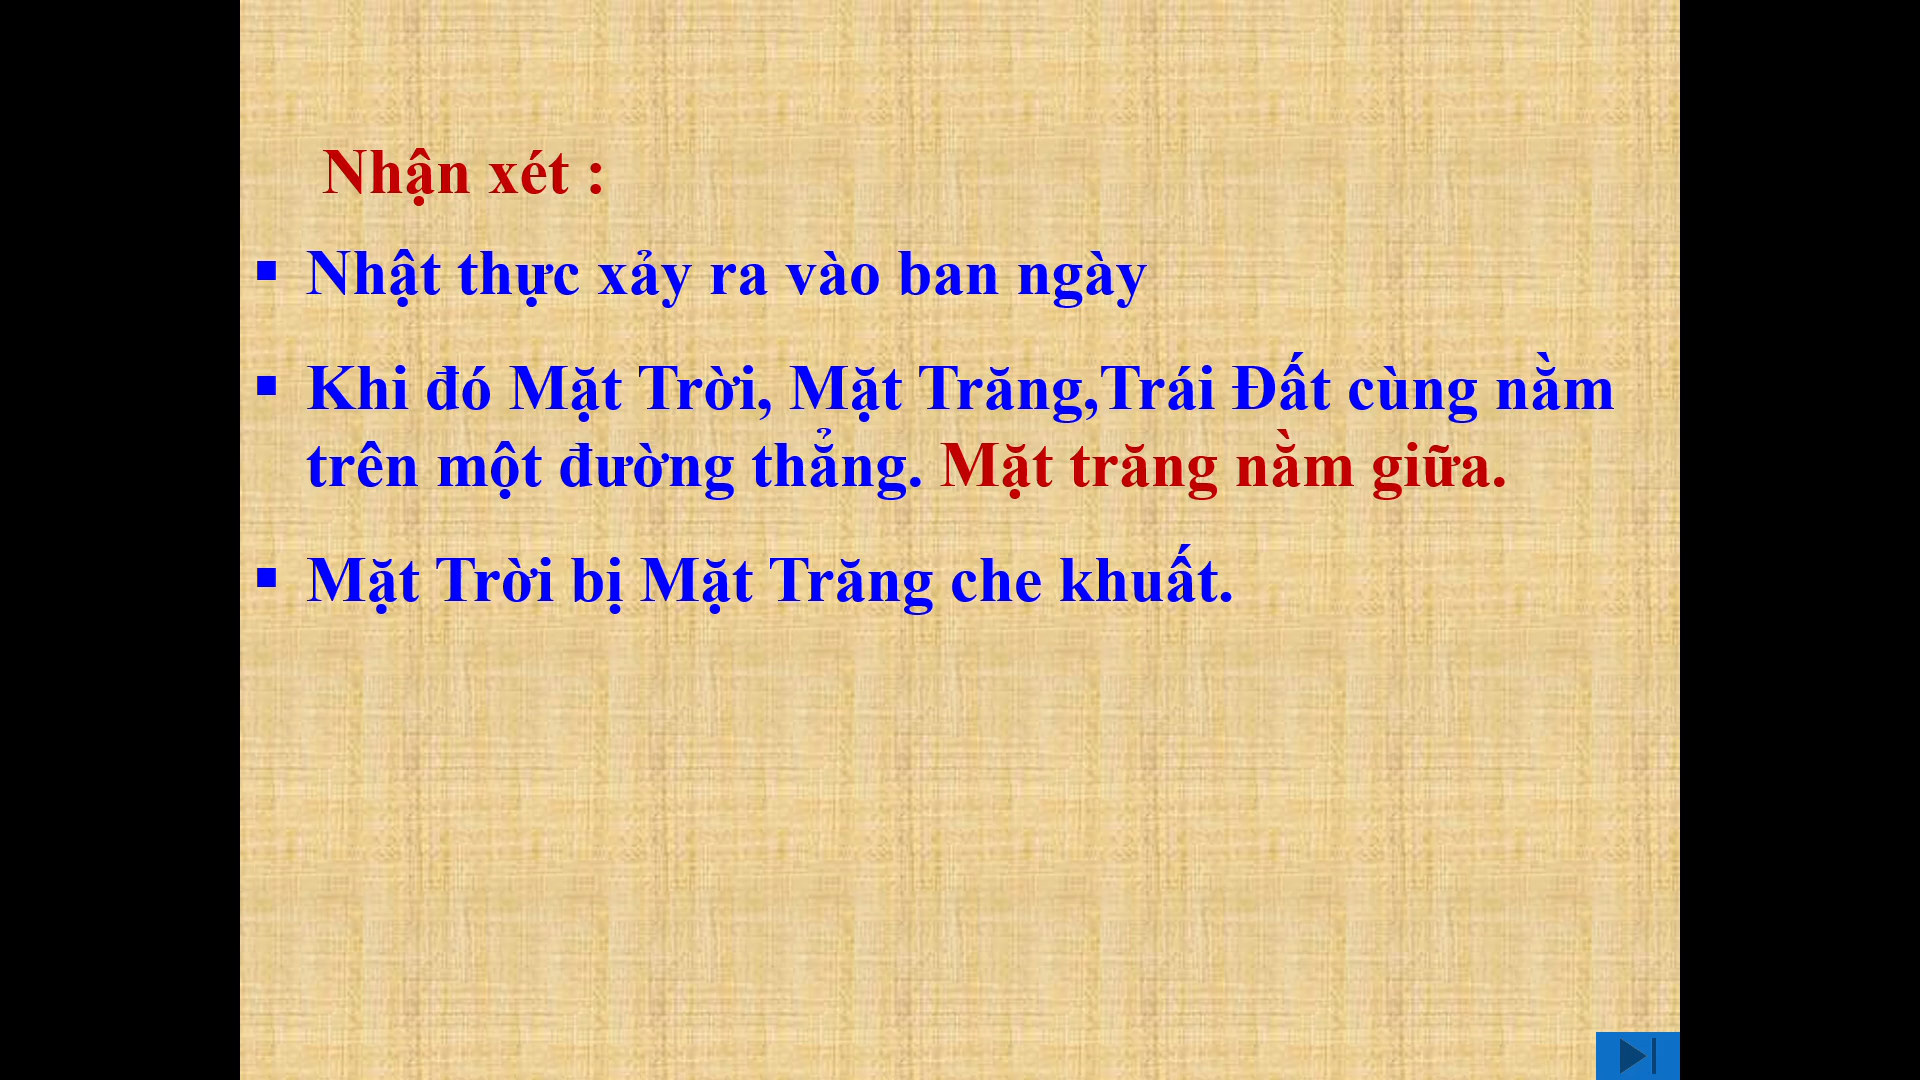 Nhận xét :
▪ Nhật thực xảy ra vào ban ngày
▪ Khi đó Mặt Trời, Mặt Trăng,Trái Đất cùng nằm
trên một đường thẳng. Mặt trăng nằm giữa.
▪ Mặt Trời bị Mặt Trăng che khuất.